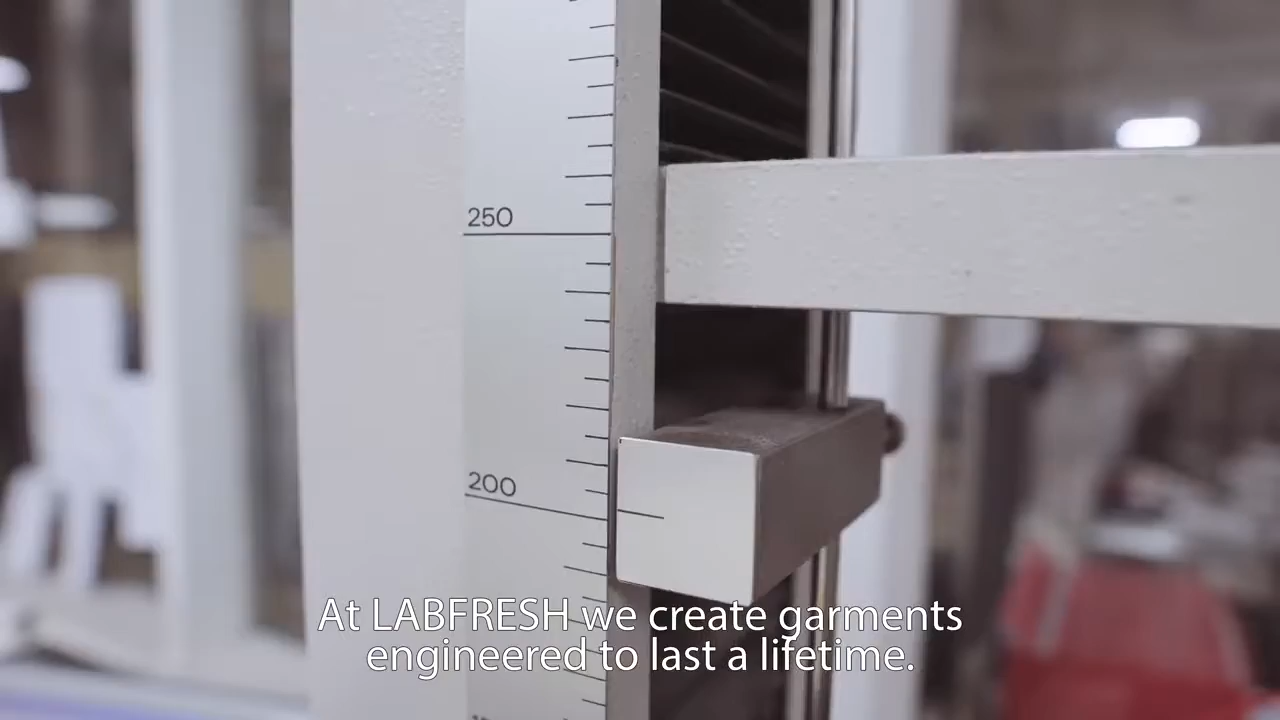 250
200
At LABFRESH we create garments
engineered to last a lifetime.